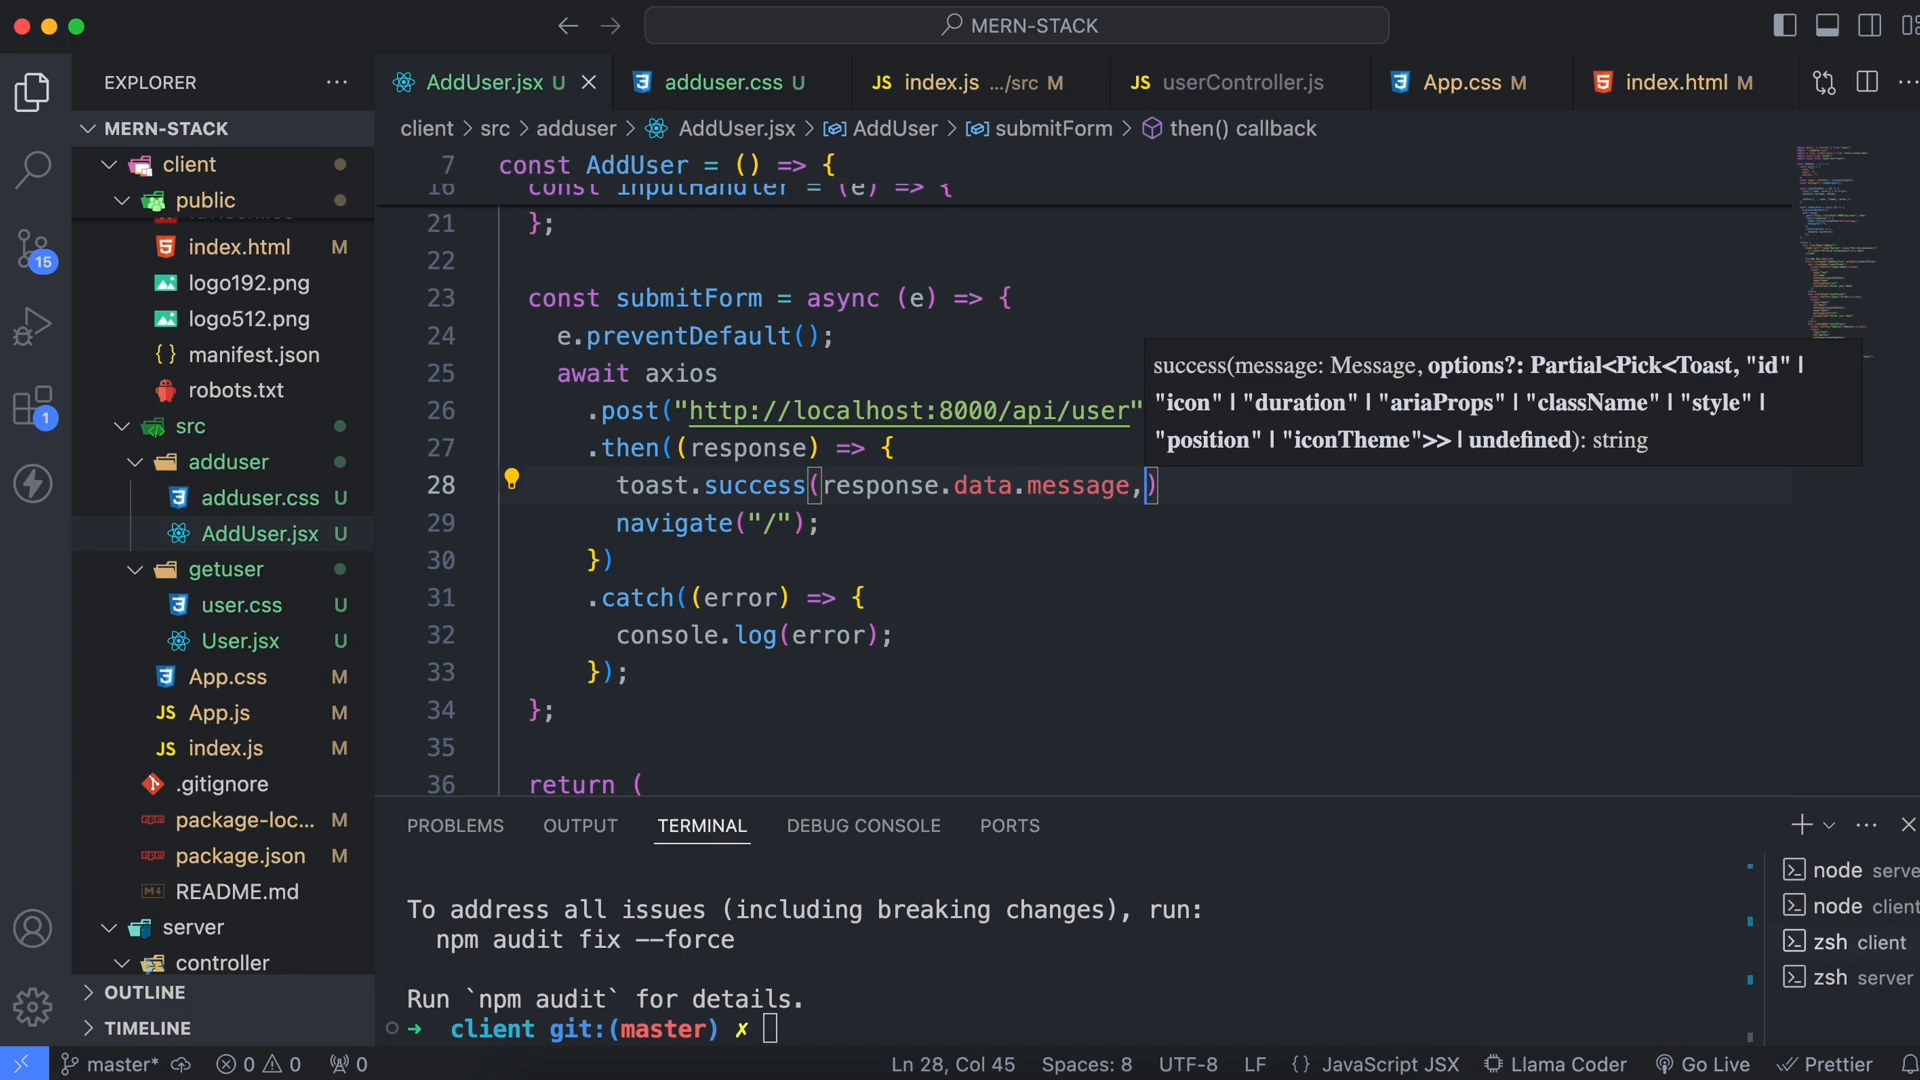 MERN-STACK
EXPLORER
MERN-STACK
client
public
index.html M
logo192.png
logo512.png
manifest.json
robots.txt
src
adduser
adduser.css U
AddUser.jsx U
getuser
user.css U
User.jsx U
App.css M
App.js M
index.js M
.gitignore
package-loc... M
package.json M
README.md
server
controller
OUTLINE
TIMELINE
15
1
AddUser.jsx U
adduser.css U
JS index.js .../src M
JS userController.js
App.css M
index.html M
client > src > adduser > AddUser.jsx > AddUser > submitForm > then() callback
7 const AddUser = () => {
16 const inputHandler = (e) => {
21 };
22
23 const submitForm = async (e) => {
24 e.preventDefault();
25 await axios
26 .post("http://localhost:8000/api/user"
27 .then((response) => {
28 toast.success(response.data.message,)
29 navigate("/");
30 })
31 .catch((error) => {
32 console.log(error);
33 });
34 };
35
36 return (
success(message: Message, options?: Partial<Pick<Toast, "id" |
"icon" | "duration" | "ariaProps" | "className" | "style" |
"position" | "iconTheme">> | undefined): string
PROBLEMS OUTPUT TERMINAL DEBUG CONSOLE PORTS
To address all issues (including breaking changes), run:
npm audit fix --force
Run `npm audit` for details.
→ client git:(master) ✗
node serve
node client
zsh client
zsh server
master* 0 0 0 Ln 28, Col 45 Spaces: 8 UTF-8 LF {} JavaScript JSX Llama Coder Go Live Prettier